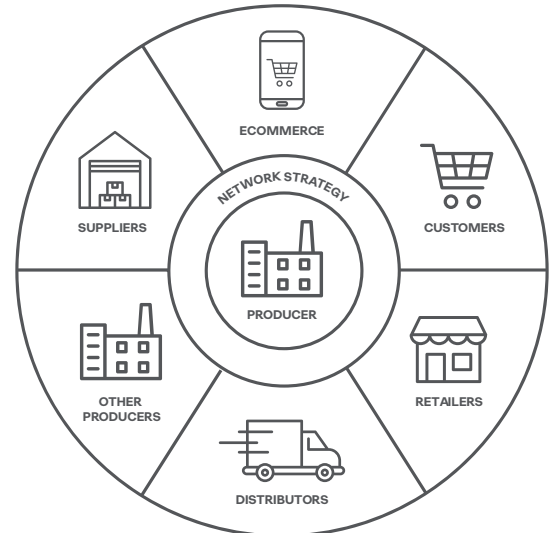 ECOMMERCE
SUPPLIERS
CUSTOMERS
NETWORK STRATEGY
PRODUCER
OTHER
PRODUCERS
RETAILERS
DISTRIBUTORS